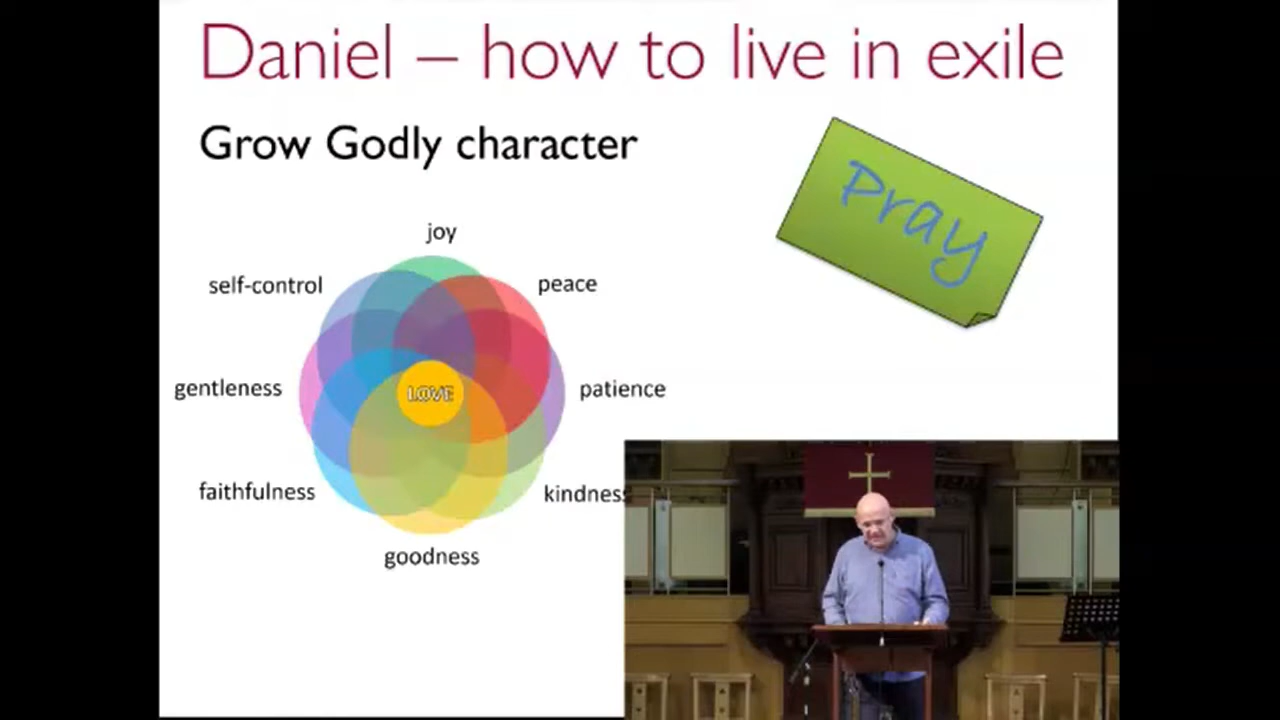 Daniel – how to live in exile
Grow Godly character
Pray
joy
self-control
peace
LOVE
gentleness
patience
faithfulness
kindness
goodness